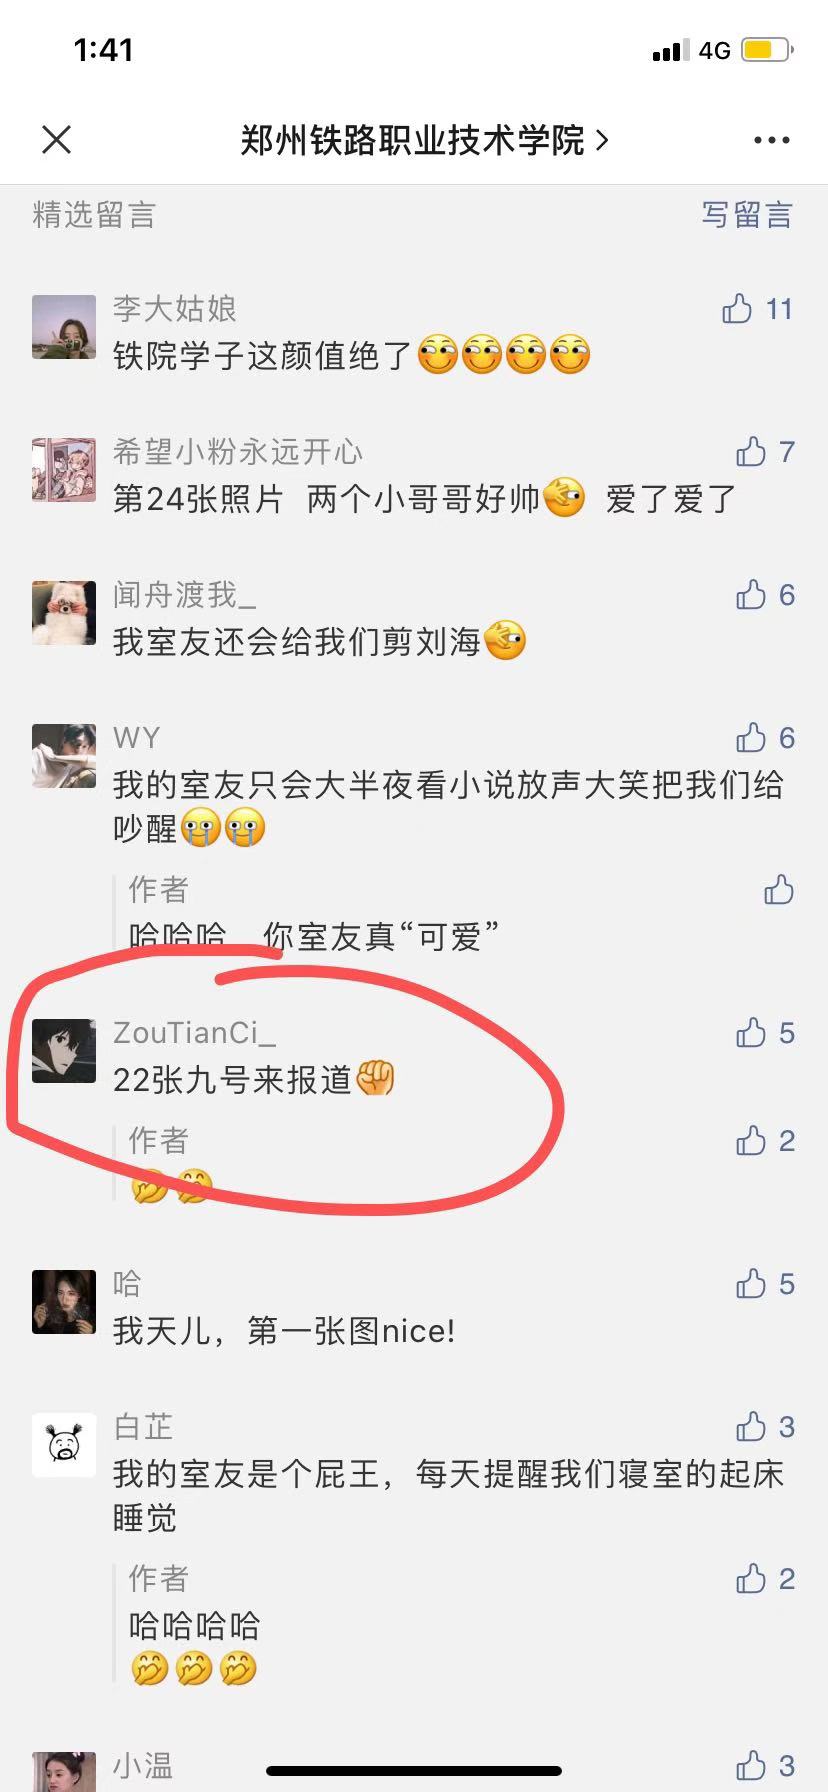 1:41
4G
郑州铁路职业技术学院
精选留言
写留言
李大姑娘
11
铁院学子这颜值绝了
希望小粉永远开心
7
第24张照片 两个小哥哥好帅 爱了爱了
闻舟渡我_
6
我室友还会给我们剪刘海
WY
6
我的室友只会大半夜看小说放声大笑把我们给
吵醒
作者
哈哈哈，你室友真“可爱”
ZouTianCi_
5
22张九号来报道
作者
2
哈
5
我天儿，第一张图nice!
白芷
3
我的室友是个屁王，每天提醒我们寝室的起床
睡觉
作者
2
哈哈哈哈
小温
3